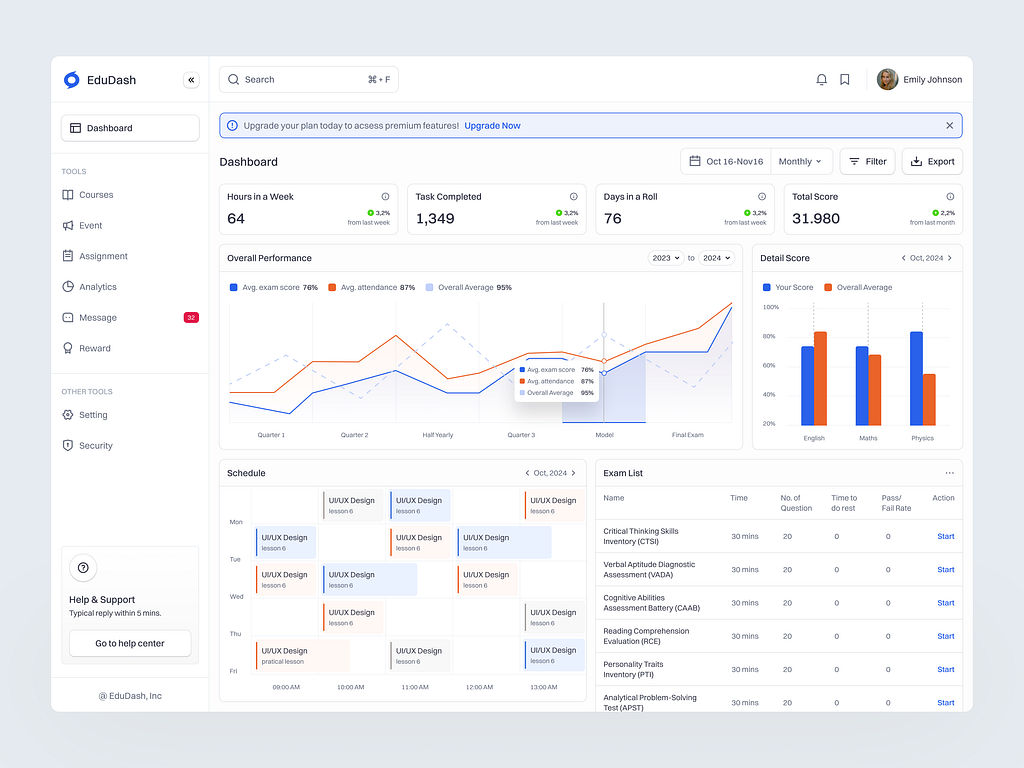 EduDash
Search
⌘ + F
Emily Johnson
Dashboard
TOOLS
Courses
Event
Assignment
Analytics
Message
32
Reward
OTHER TOOLS
Setting
Security
Help & Support
Typical reply within 5 mins.
Go to help center
@ EduDash, Inc
Upgrade your plan today to acsess premium features! Upgrade Now
Dashboard
Oct 16-Nov16
Monthly
Filter
Export
Hours in a Week
64
3,2%
from last week
Task Completed
1,349
3,2%
from last week
Days in a Roll
76
3,2%
from last week
Total Score
31.980
2,2%
from last month
Overall Performance
2023 to 2024
Avg. exam score 76%
Avg. attendance 87%
Overall Average 95%
Avg. exam score 76%
Avg. attendance 87%
Overall Average 95%
Quarter 1
Quarter 2
Half Yearly
Quarter 3
Model
Final Exam
Detail Score
Oct, 2024
Your Score
Overall Average
100%
80%
60%
40%
20%
English
Maths
Physics
Schedule
Oct, 2024
UI/UX Design
lesson 6
UI/UX Design
lesson 6
UI/UX Design
lesson 6
Mon
UI/UX Design
lesson 6
UI/UX Design
lesson 6
UI/UX Design
lesson 6
Tue
UI/UX Design
lesson 6
UI/UX Design
lesson 6
UI/UX Design
lesson 6
Wed
UI/UX Design
lesson 6
UI/UX Design
lesson 6
Thu
UI/UX Design
pratical lesson
UI/UX Design
lesson 6
UI/UX Design
lesson 6
Fri
09:00 AM
10:00 AM
11:00 AM
12:00 AM
13:00 AM
Exam List
Name
Time
No. of
Question
Time to
do rest
Pass/
Fail Rate
Action
Critical Thinking Skills
Inventory (CTSI)
30 mins
20
0
0
Start
Verbal Aptitude Diagnostic
Assessment (VADA)
30 mins
20
0
0
Start
Cognitive Abilities
Assessment Battery (CAAB)
30 mins
20
0
0
Start
Reading Comprehension
Evaluation (RCE)
30 mins
20
0
0
Start
Personality Traits
Inventory (PTI)
30 mins
20
0
0
Start
Analytical Problem-Solving
Test (APST)
30 mins
20
0
0
Start